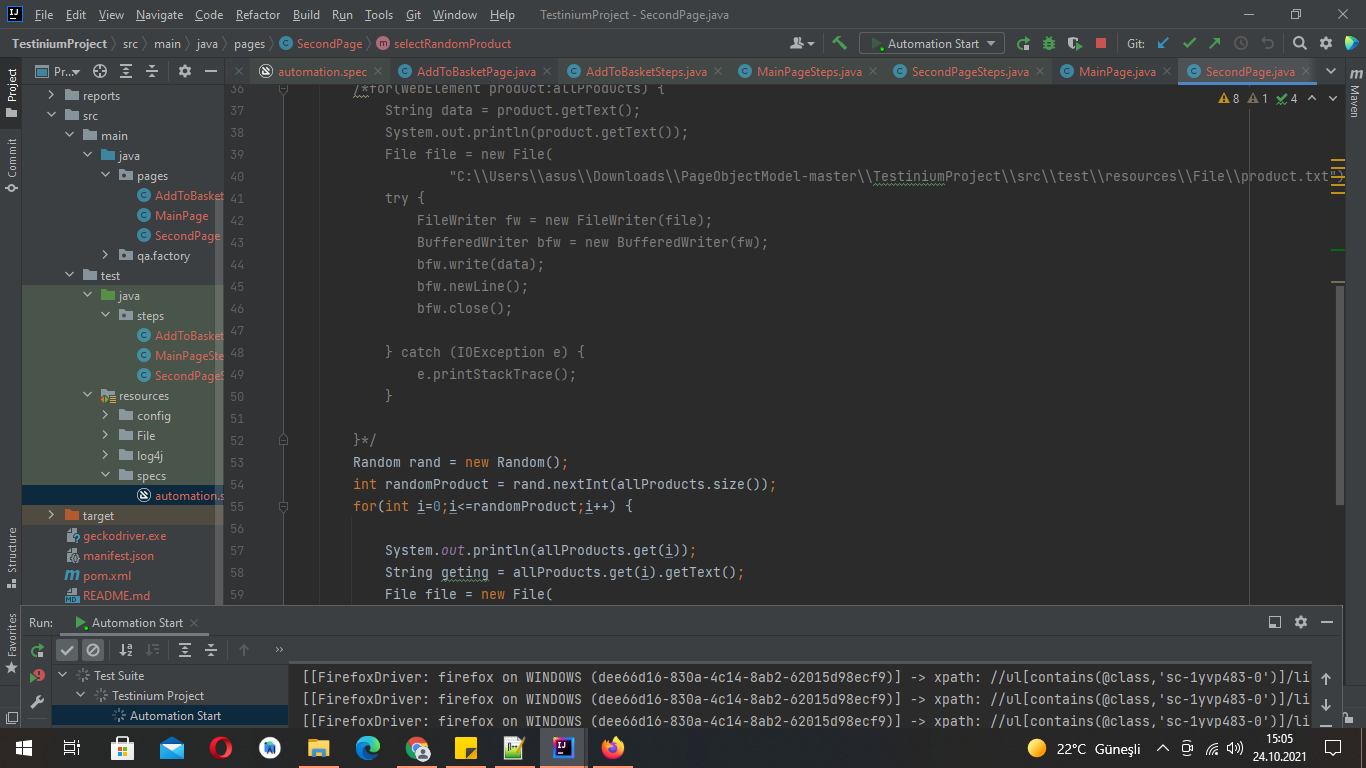 File Edit View Navigate Code Refactor Build Run Tools Git Window Help TestiniumProject - SecondPage.java
TestiniumProject src main java pages SecondPage selectRandomProduct Automation Start Git:
Project Pr... automation.spec AddToBasketPage.java AddToBasketSteps.java MainPageSteps.java SecondPageSteps.java MainPage.java SecondPage.java Maven
Commit
Structure
Favorites
reports
src
main
java
pages
AddToBasket
MainPage
SecondPage
qa.factory
test
java
steps
AddToBasket
MainPageSte
SecondPageS
resources
config
File
log4j
specs
automation.s
target
geckodriver.exe
manifest.json
pom.xml
README.md
8 1 4
36 /*for(WebElement product:allProducts) {
37 String data = product.getText();
38 System.out.println(product.getText());
39 File file = new File(
40 "C:\\Users\\asus\\Downloads\\PageObjectModel-master\\TestiniumProject\\src\\test\\resources\\File\\product.txt")
41 try {
42 FileWriter fw = new FileWriter(file);
43 BufferedWriter bfw = new BufferedWriter(fw);
44 bfw.write(data);
45 bfw.newLine();
46 bfw.close();
47
48 } catch (IOException e) {
49 e.printStackTrace();
50 }
51
52 }*/
53 Random rand = new Random();
54 int randomProduct = rand.nextInt(allProducts.size());
55 for(int i=0;i<=randomProduct;i++) {
56
57 System.out.println(allProducts.get(i));
58 String geting = allProducts.get(i).getText();
59 File file = new File(
Run: Automation Start
Test Suite
Testinium Project
Automation Start
[[FirefoxDriver: firefox on WINDOWS (dee66d16-830a-4c14-8ab2-62015d98ecf9)] -> xpath: //ul[contains(@class,'sc-1yvp483-0')]/li
[[FirefoxDriver: firefox on WINDOWS (dee66d16-830a-4c14-8ab2-62015d98ecf9)] -> xpath: //ul[contains(@class,'sc-1yvp483-0')]/li
[[FirefoxDriver: firefox on WINDOWS (dee66d16-830a-4c14-8ab2-62015d98ecf9)] -> xpath: //ul[contains(@class,'sc-1yvp483-0')]/li
22°C Güneşli
15:05
24.10.2021